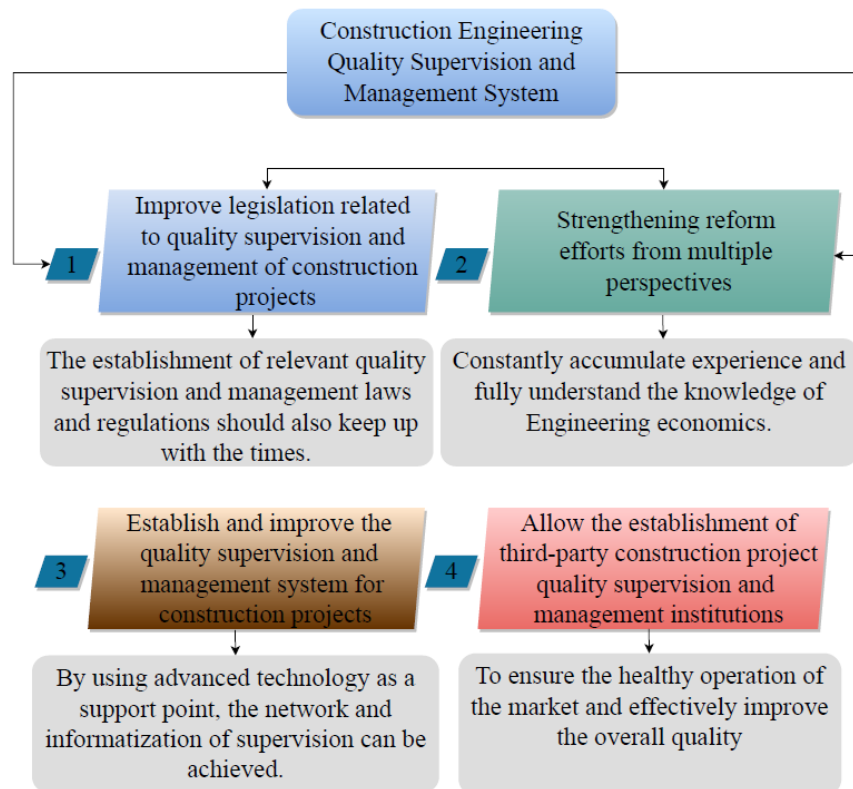 Construction Engineering
Quality Supervision and
Management System
1
Improve legislation related
to quality supervision and
management of construction
projects
2
Strengthening reform
efforts from multiple
perspectives
The establishment of relevant quality
supervision and management laws
and regulations should also keep up
with the times.
Constantly accumulate experience and
fully understand the knowledge of
Engineering economics.
3
Establish and improve the
quality supervision and
management system for
construction projects
4
Allow the establishment of
third-party construction project
quality supervision and
management institutions
By using advanced technology as a
support point, the network and
informatization of supervision can be
achieved.
To ensure the healthy operation of
the market and effectively improve
the overall quality